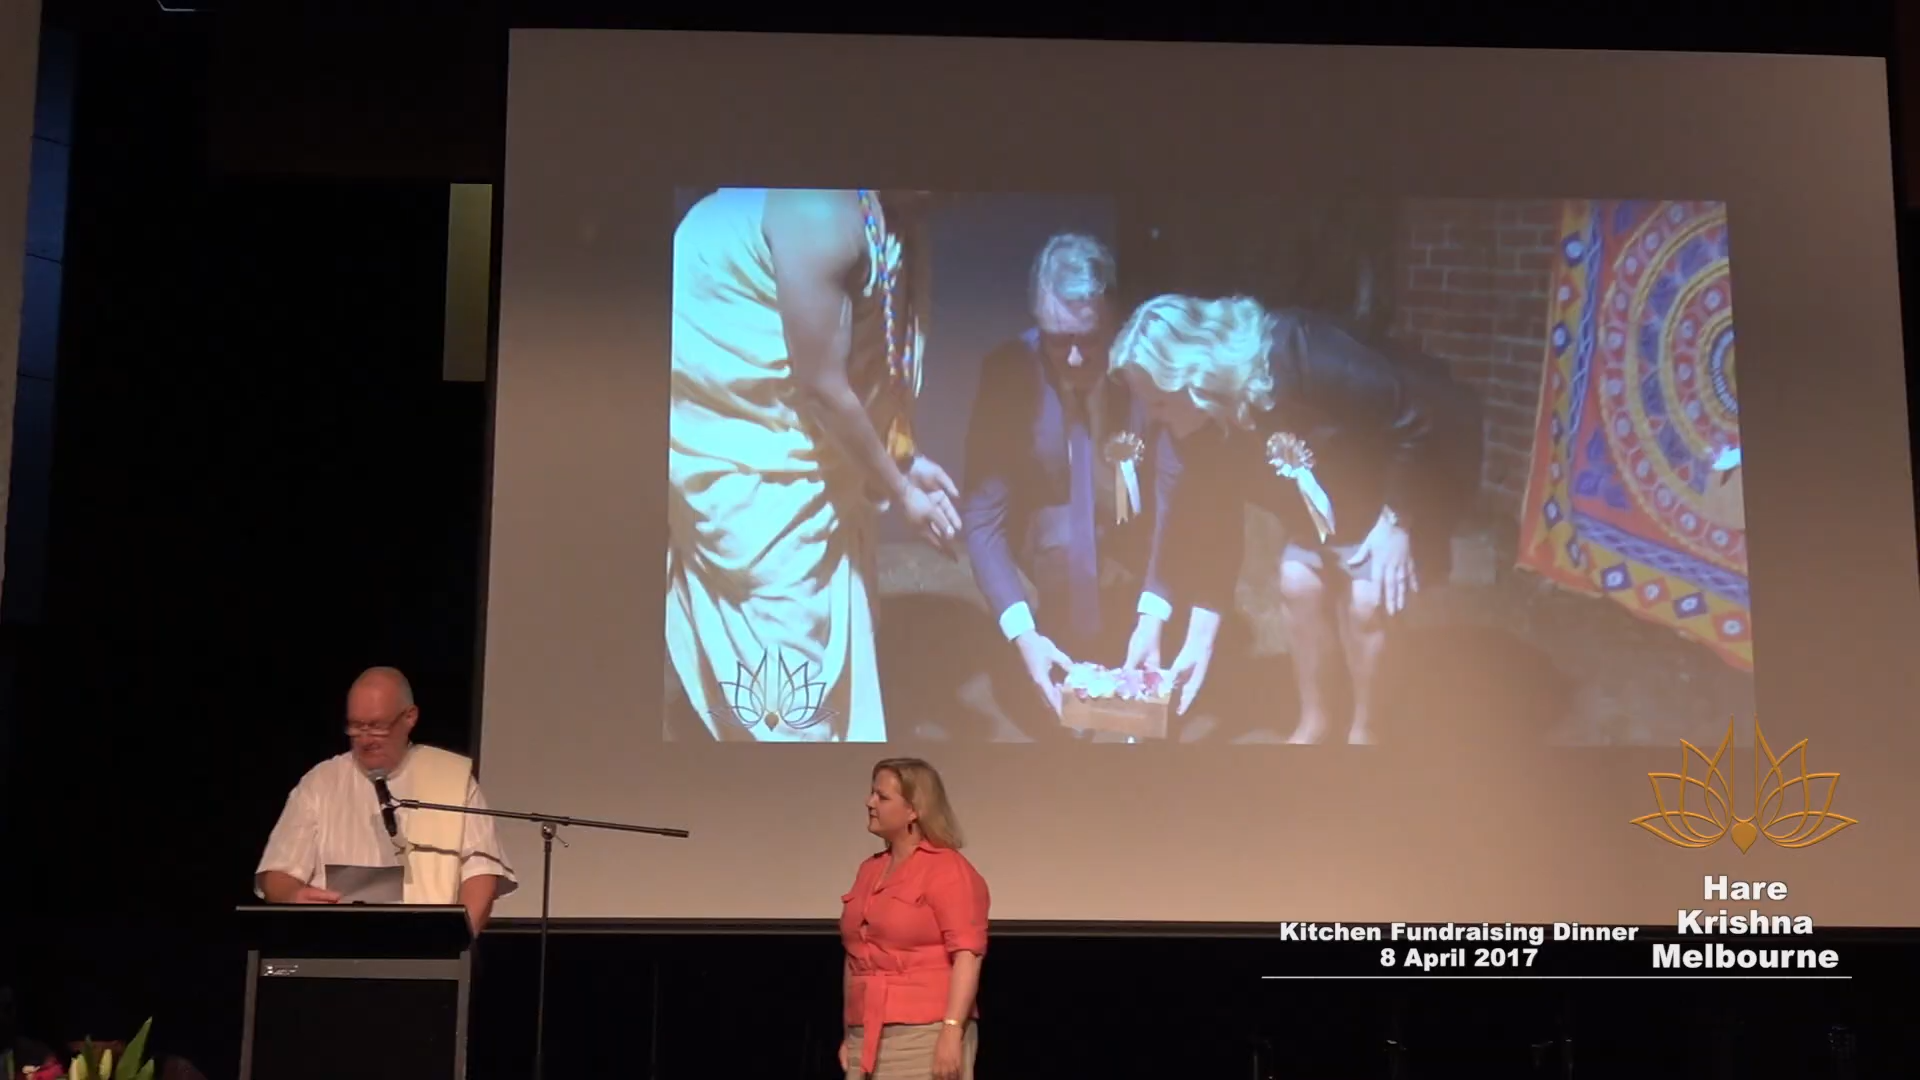 Kitchen Fundraising Dinner
8 April 2017
Hare
Krishna
Melbourne